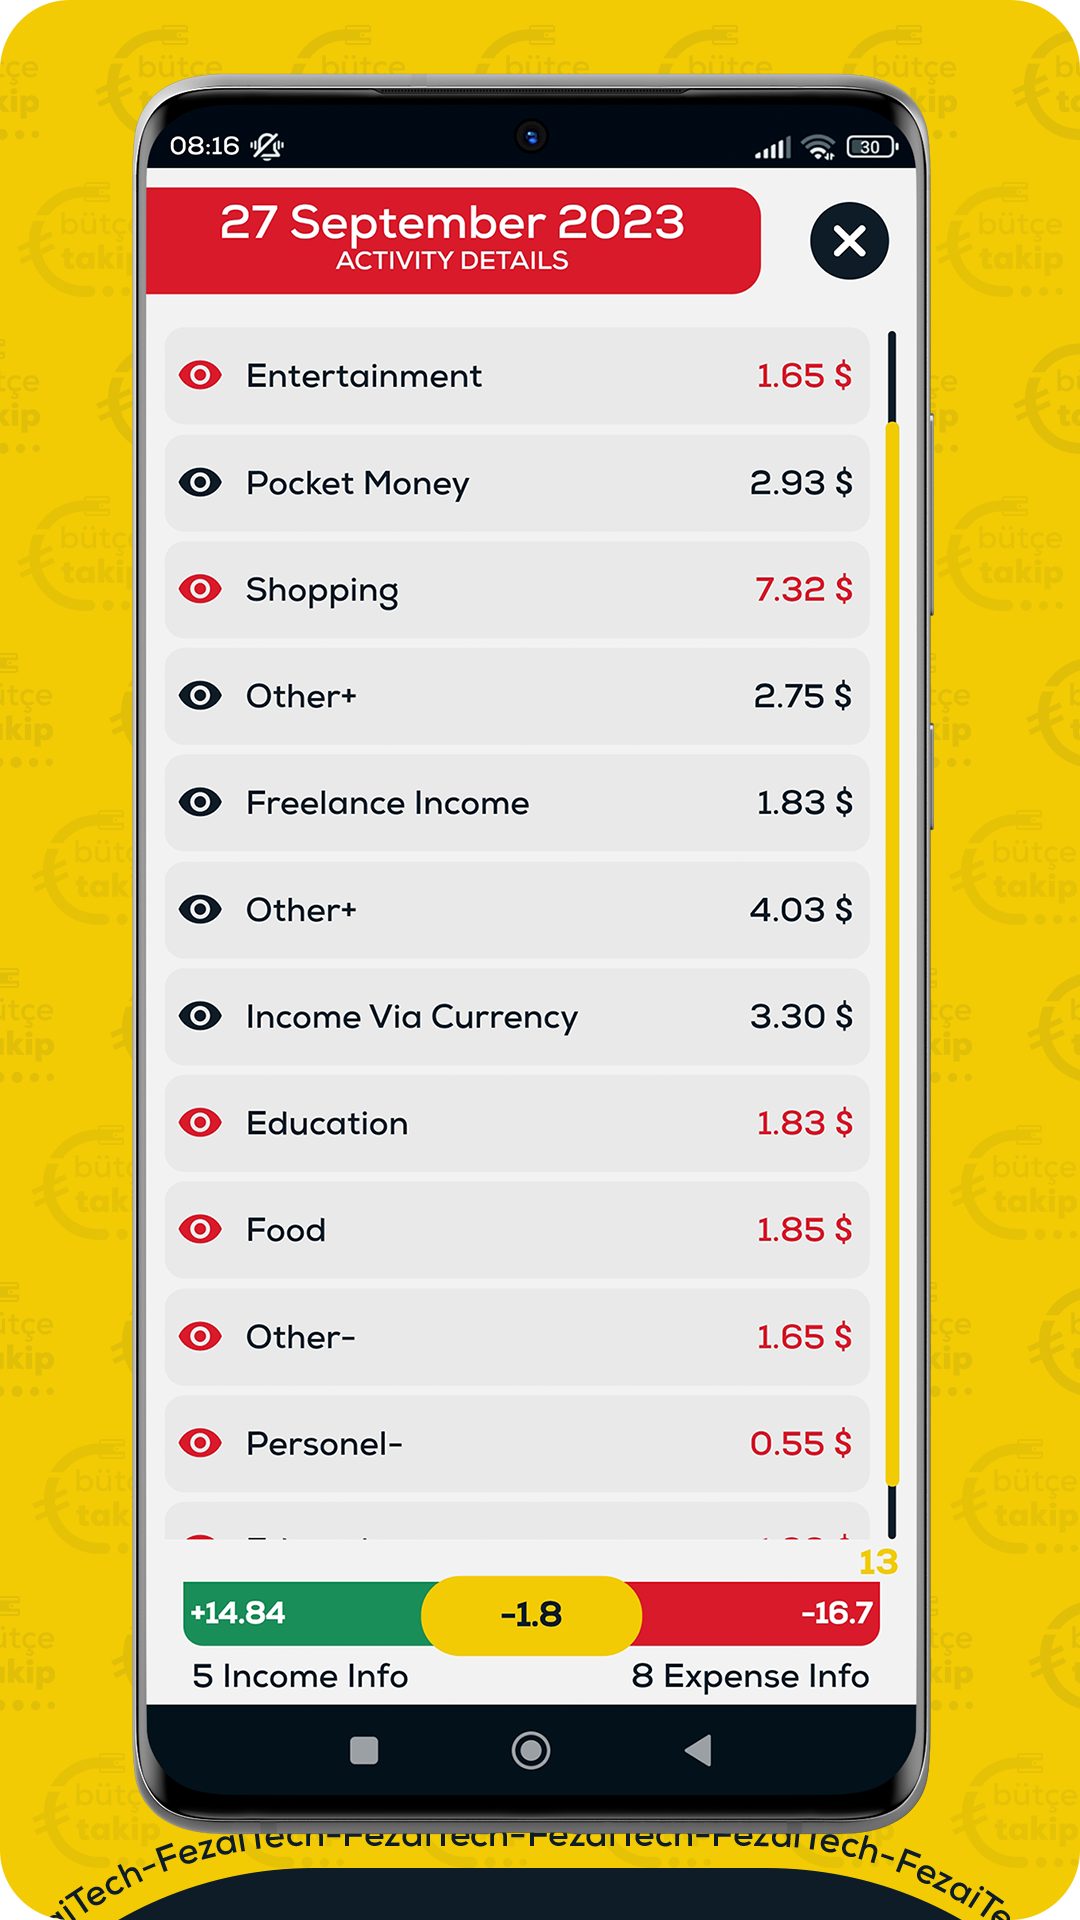 08:16
30
27 September 2023
ACTIVITY DETAILS
Entertainment 1.65 $
Pocket Money 2.93 $
Shopping 7.32 $
Other+ 2.75 $
Freelance Income 1.83 $
Other+ 4.03 $
Income Via Currency 3.30 $
Education 1.83 $
Food 1.85 $
Other- 1.65 $
Personel- 0.55 $
13
+14.84 -1.8 -16.7
5 Income Info 8 Expense Info
bütçe
takip
FezaiTech-FezaiTech-FezaiTech-FezaiTech-